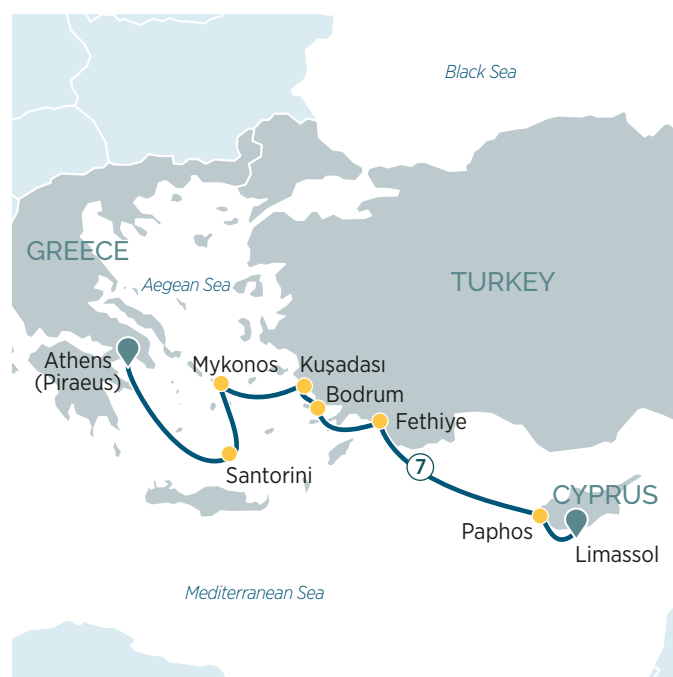 Black Sea
GREECE
Aegean Sea
TURKEY
Athens
(Piraeus)
Mykonos
Kuşadası
Bodrum
Fethiye
Santorini
7
CYPRUS
Paphos
Limassol
Mediterranean Sea